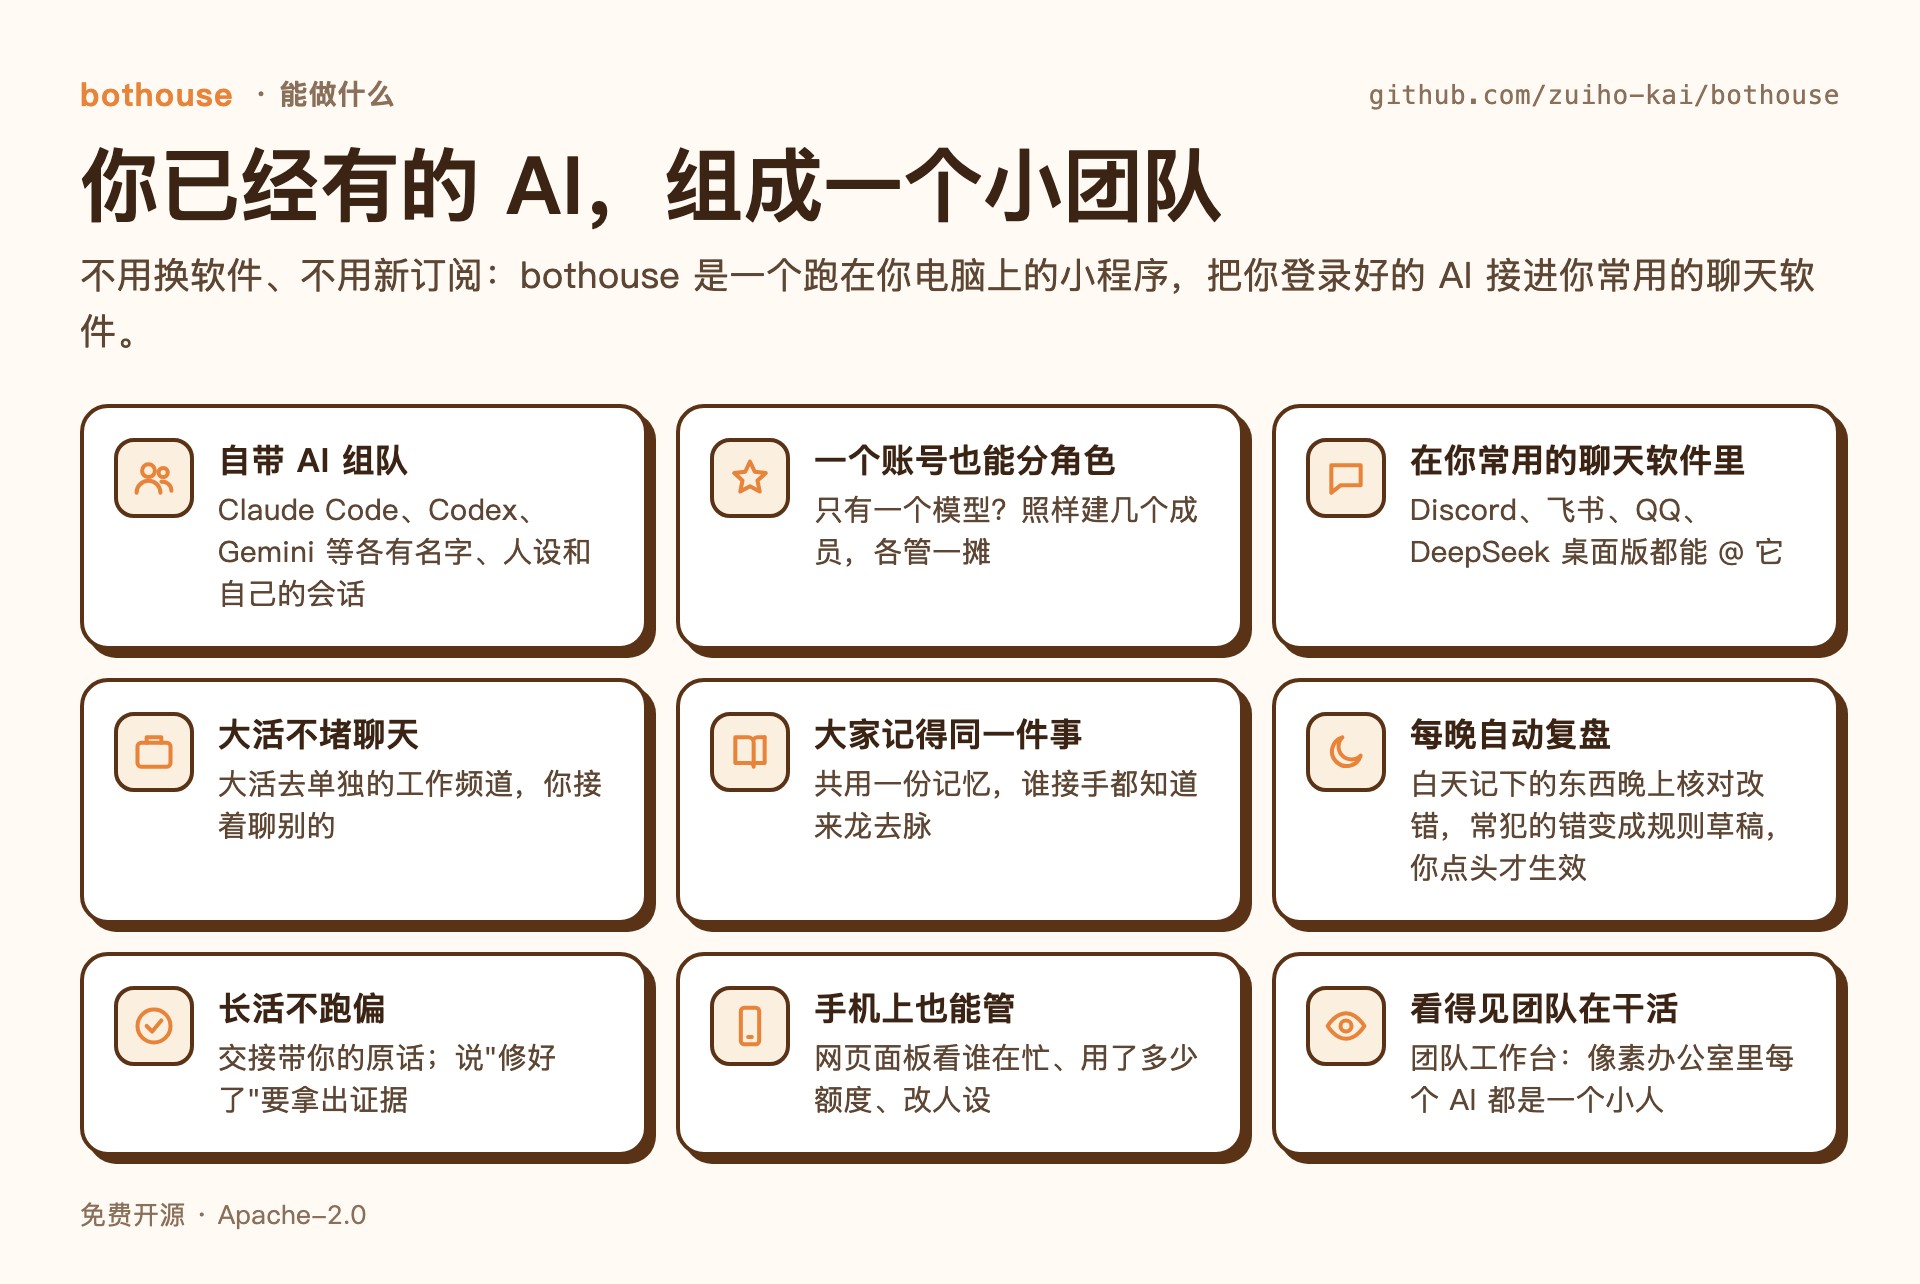 bothouse · 能做什么
github.com/zuiho-kai/bothouse
你已经有的 AI，组成一个小团队
不用换软件、不用新订阅：bothouse 是一个跑在你电脑上的小程序，把你登录好的 AI 接进你常用的聊天软
件。
自带 AI 组队
Claude Code、Codex、
Gemini 等各有名字、人设和
自己的会话
一个账号也能分角色
只有一个模型？照样建几个成
员，各管一摊
在你常用的聊天软件里
Discord、飞书、QQ、
DeepSeek 桌面版都能 @ 它
大活不堵聊天
大活去单独的工作频道，你接
着聊别的
大家记得同一件事
共用一份记忆，谁接手都知道
来龙去脉
每晚自动复盘
白天记下的东西晚上核对改
错，常犯的错变成规则草稿，
你点头才生效
长活不跑偏
交接带你的原话；说"修好
了"要拿出证据
手机上也能管
网页面板看谁在忙、用了多少
额度、改人设
看得见团队在干活
团队工作台：像素办公室里每
个 AI 都是一个小人
免费开源 · Apache-2.0